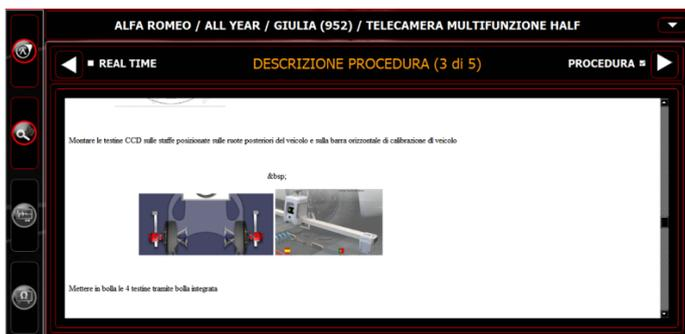 ALFA ROMEO / ALL YEAR / GIULIA (952) / TELECAMERA MULTIFUNZIONE HALF
REAL TIME
DESCRIZIONE PROCEDURA (3 di 5)
PROCEDURA
Montare le testine CCD sulle staffe posizionate sulle ruote posteriori del veicolo e sulla barra orizzontale di calibrazione dl veicolo
&bsp;
Mettere in bolla le 4 testine tramite bolla integrata